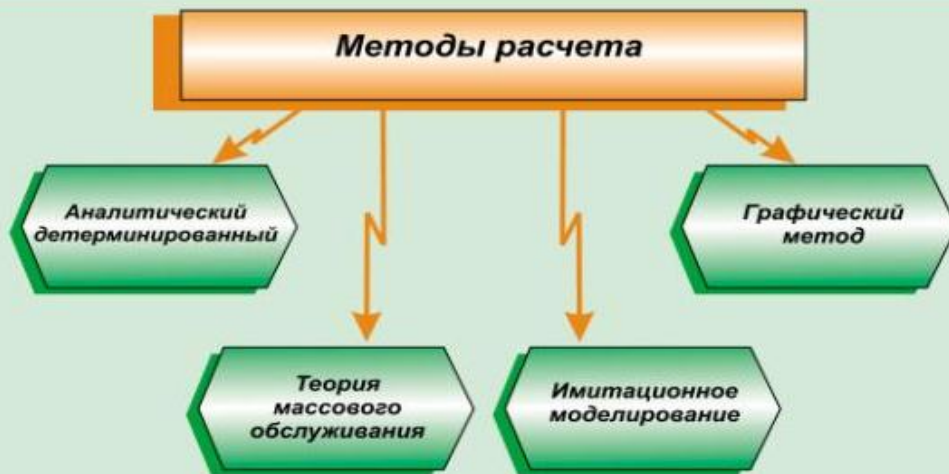 Методы расчета
Аналитический
детерминированный
Графический
метод
Теория
массового
обслуживания
Имитационное
моделирование